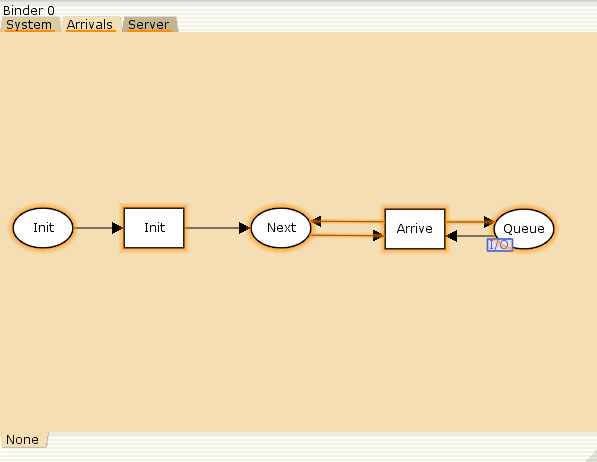 Binder 0
System Arrivals Server
Init Init Next Arrive Queue
I/O
None